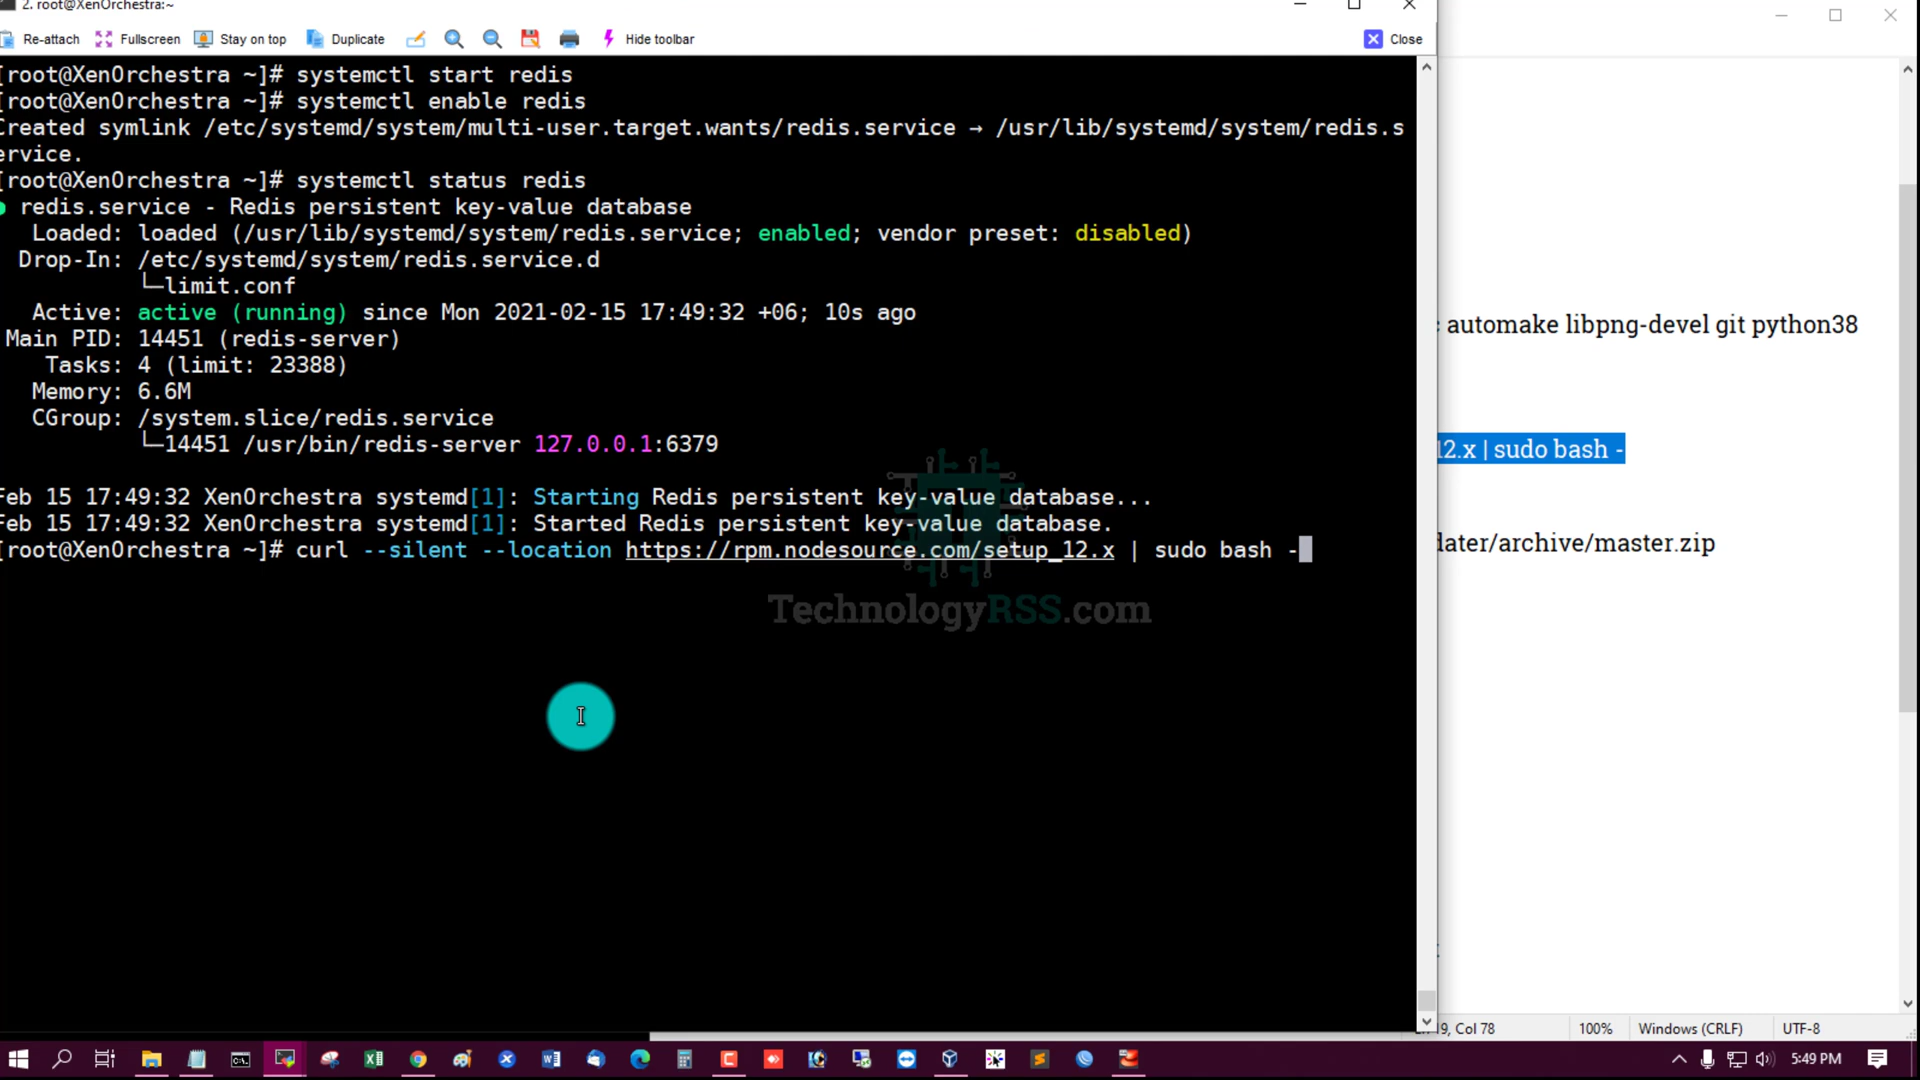 2. root@XenOrchestra:~
Re-attach Fullscreen Stay on top Duplicate Hide toolbar Close
[root@XenOrchestra ~]# systemctl start redis
[root@XenOrchestra ~]# systemctl enable redis
Created symlink /etc/systemd/system/multi-user.target.wants/redis.service → /usr/lib/systemd/system/redis.s
ervice.
[root@XenOrchestra ~]# systemctl status redis
● redis.service - Redis persistent key-value database
Loaded: loaded (/usr/lib/systemd/system/redis.service; enabled; vendor preset: disabled)
Drop-In: /etc/systemd/system/redis.service.d
└─limit.conf
Active: active (running) since Mon 2021-02-15 17:49:32 +06; 10s ago
Main PID: 14451 (redis-server)
Tasks: 4 (limit: 23388)
Memory: 6.6M
CGroup: /system.slice/redis.service
└─14451 /usr/bin/redis-server 127.0.0.1:6379
Feb 15 17:49:32 XenOrchestra systemd[1]: Starting Redis persistent key-value database...
Feb 15 17:49:32 XenOrchestra systemd[1]: Started Redis persistent key-value database.
[root@XenOrchestra ~]# curl --silent --location https://rpm.nodesource.com/setup_12.x | sudo bash -
TechnologyRSS.com
automake libpng-devel git python38
12.x | sudo bash -
dater/archive/master.zip
9, Col 78 100% Windows (CRLF) UTF-8
5:49 PM